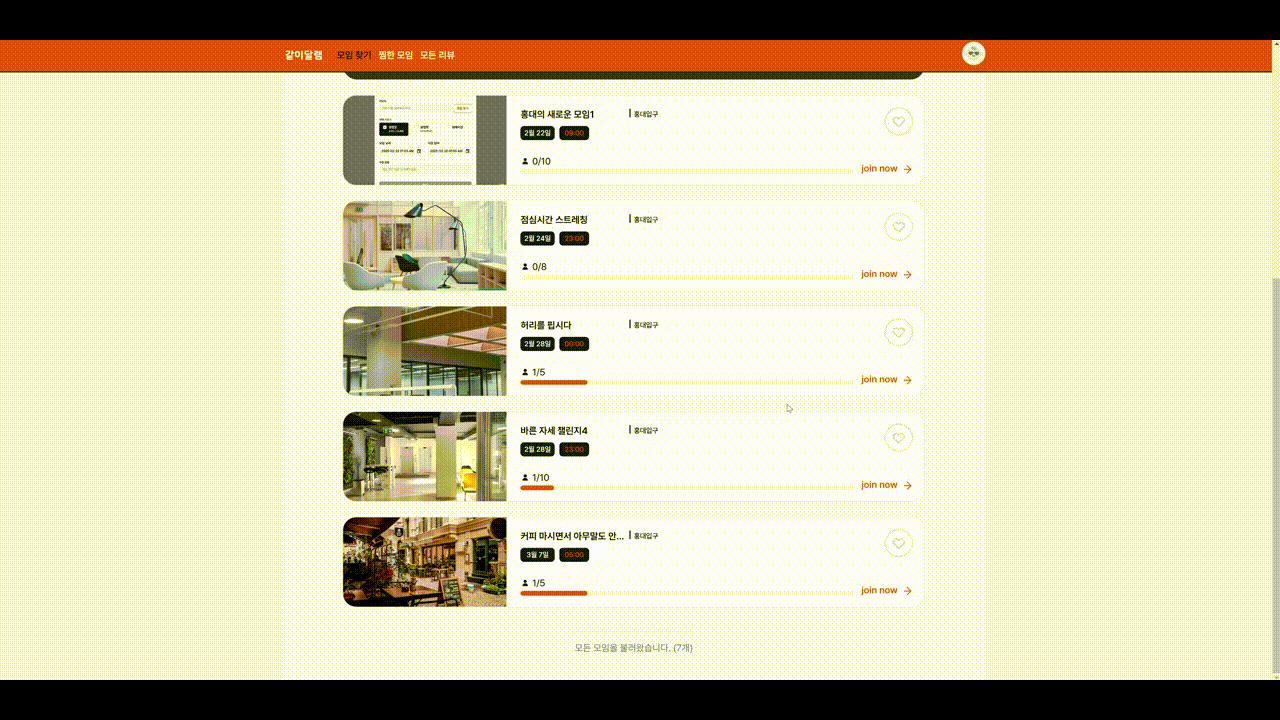 같이달램 모임 찾기 찜한 모임 모든 리뷰
홍대의 새로운 모임1 홍대입구
2월 22일 09:00
0/10
join now
점심시간 스트레칭 홍대입구
2월 24일 23:00
0/8
join now
허리를 핍시다 홍대입구
2월 28일 00:00
1/5
join now
바른 자세 챌린지4 홍대입구
2월 28일 23:00
1/10
join now
커피 마시면서 아무말도 안... 홍대입구
3월 7일 05:00
1/5
join now
모든 모임을 불러왔습니다. (7개)